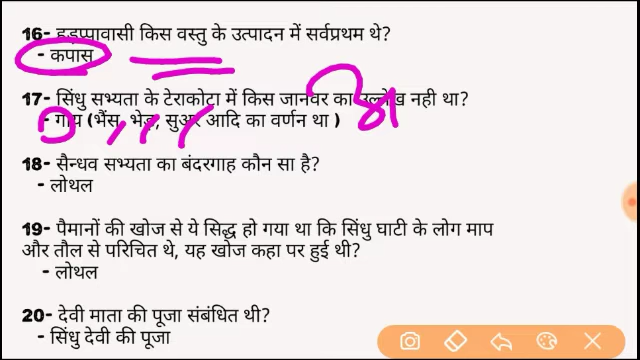 16- हड़प्पावासी किस वस्तु के उत्पादन में सर्वप्रथम थे?
- कपास
17- सिंधु सभ्यता के टेराकोटा में किस जानवर का उल्लेख नही था?
- गाय (भैंस, भेड़, सुअर आदि का वर्णन था )
18- सैन्धव सभ्यता का बंदरगाह कौन सा है?
- लोथल
19- पैमानों की खोज से ये सिद्ध हो गया था कि सिंधु घाटी के लोग माप
और तौल से परिचित थे, यह खोज कहा पर हुई थी?
- लोथल
20- देवी माता की पूजा संबंधित थी?
- सिंधु देवी की पूजा